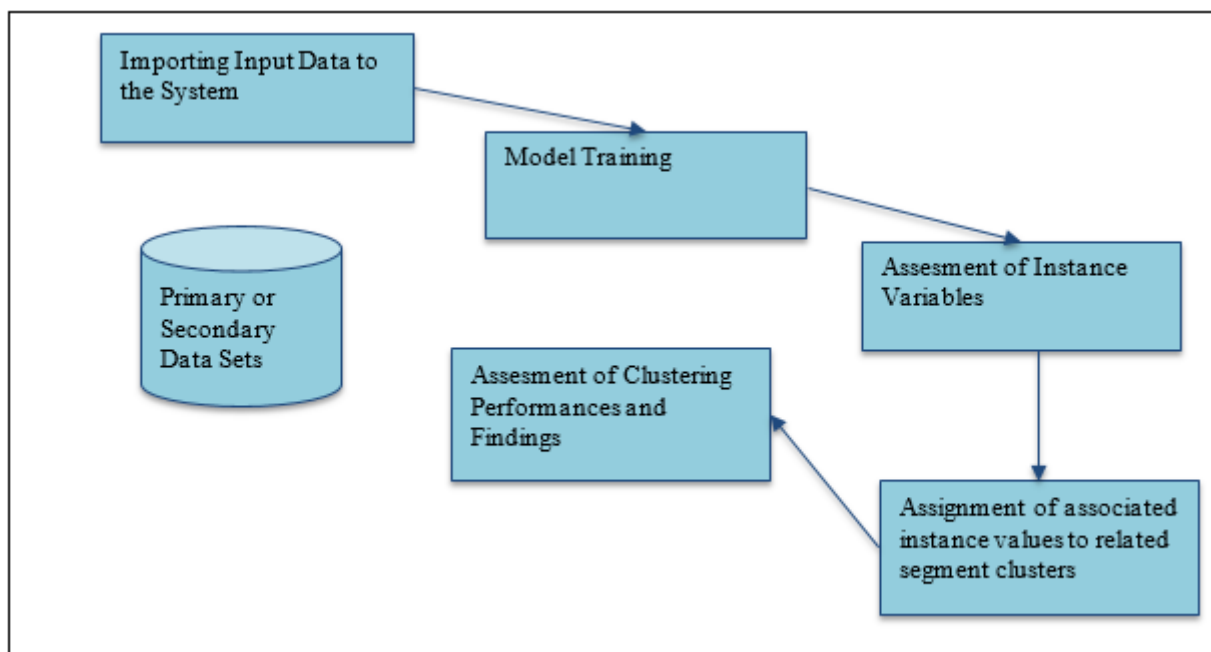 Importing Input Data to
the System
Model Training
Assesment of Instance
Variables
Primary or
Secondary
Data Sets
Assesment of Clustering
Performances and
Findings
Assignment of associated
instance values to related
segment clusters